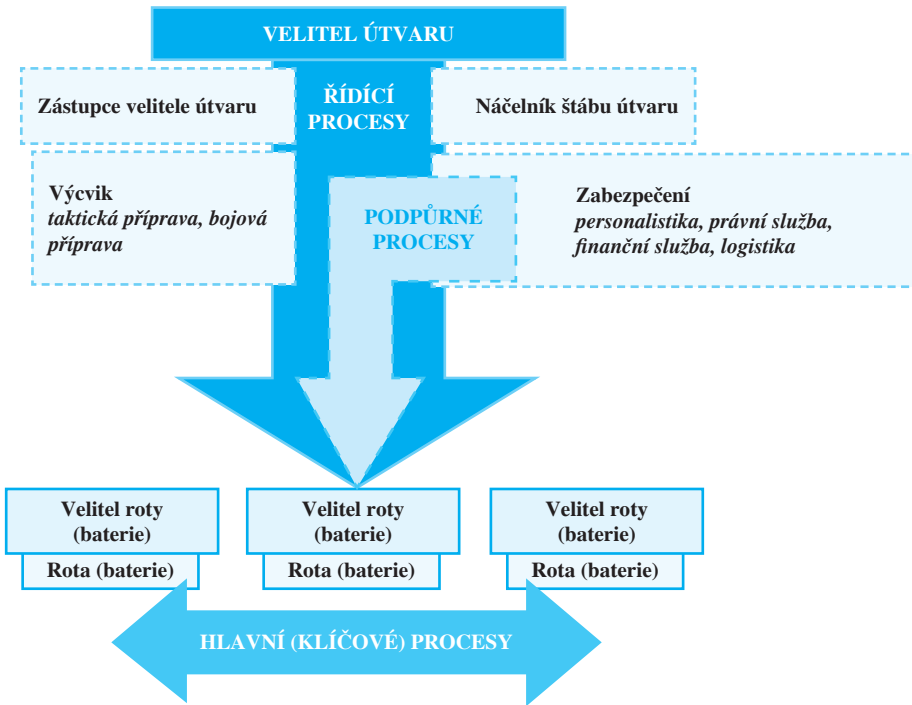 VELITEL ÚTVARU
Zástupce velitele útvaru
ŘÍDÍCÍ
PROCESY
Náčelník štábu útvaru
Výcvik
taktická příprava, bojová
příprava
PODPŮRNÉ
PROCESY
Zabezpečení
personalistika, právní služba,
finanční služba, logistika
Velitel roty
(baterie)
Rota (baterie)
Velitel roty
(baterie)
Rota (baterie)
Velitel roty
(baterie)
Rota (baterie)
HLAVNÍ (KLÍČOVÉ) PROCESY